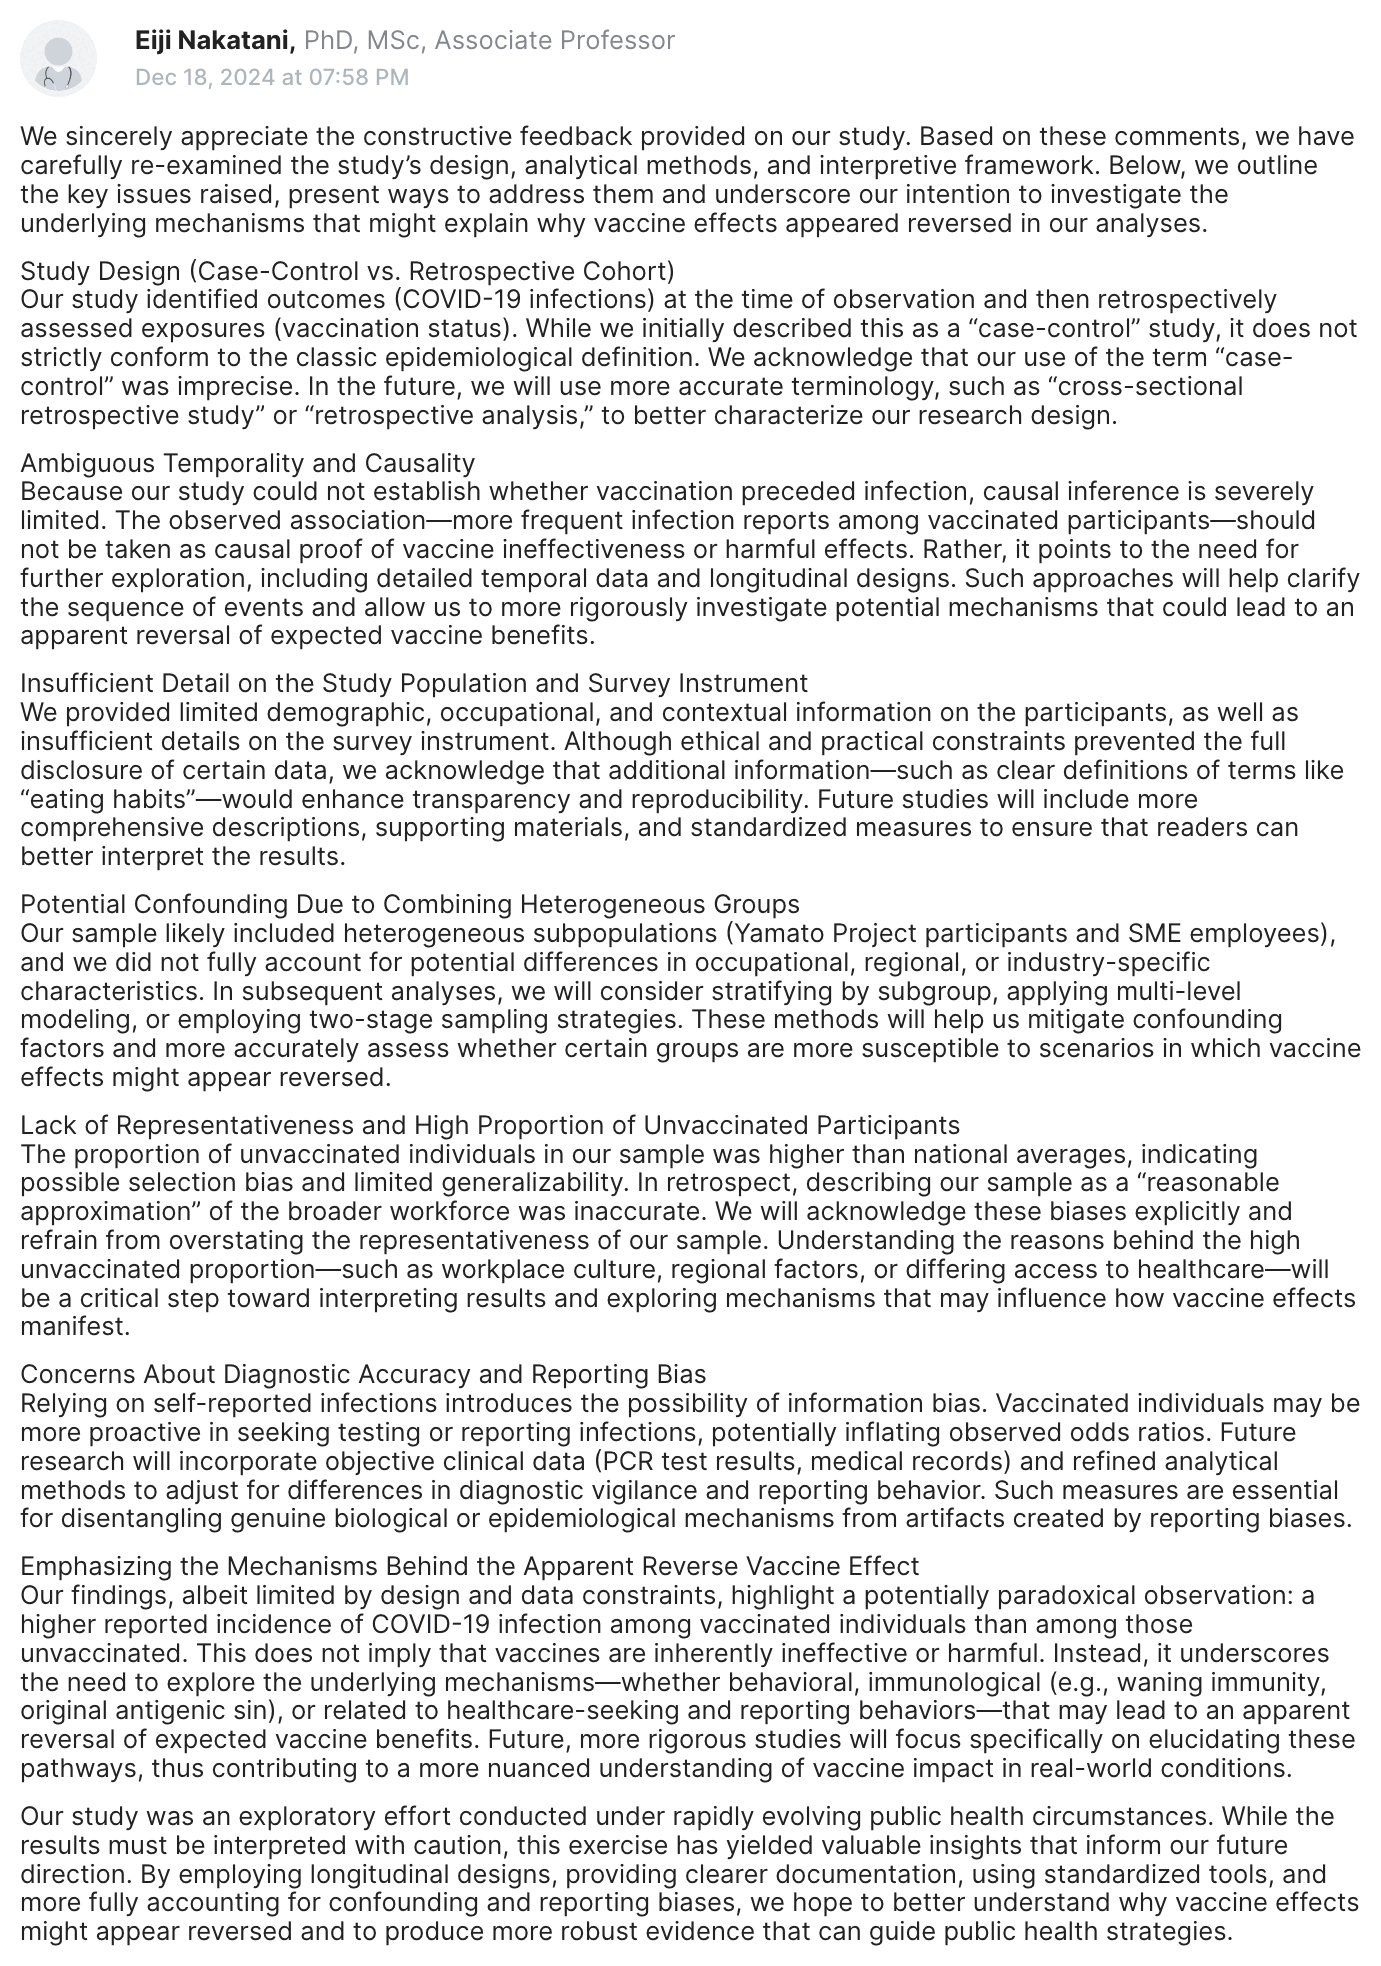 Eiji Nakatani, PhD, MSc, Associate Professor
Dec 18, 2024 at 07:58 PM
We sincerely appreciate the constructive feedback provided on our study. Based on these comments, we have
carefully re-examined the study’s design, analytical methods, and interpretive framework. Below, we outline
the key issues raised, present ways to address them and underscore our intention to investigate the
underlying mechanisms that might explain why vaccine effects appeared reversed in our analyses.
Study Design (Case-Control vs. Retrospective Cohort)
Our study identified outcomes (COVID-19 infections) at the time of observation and then retrospectively
assessed exposures (vaccination status). While we initially described this as a “case-control” study, it does not
strictly conform to the classic epidemiological definition. We acknowledge that our use of the term “case-
control” was imprecise. In the future, we will use more accurate terminology, such as “cross-sectional
retrospective study” or “retrospective analysis,” to better characterize our research design.
Ambiguous Temporality and Causality
Because our study could not establish whether vaccination preceded infection, causal inference is severely
limited. The observed association—more frequent infection reports among vaccinated participants—should
not be taken as causal proof of vaccine ineffectiveness or harmful effects. Rather, it points to the need for
further exploration, including detailed temporal data and longitudinal designs. Such approaches will help clarify
the sequence of events and allow us to more rigorously investigate potential mechanisms that could lead to an
apparent reversal of expected vaccine benefits.
Insufficient Detail on the Study Population and Survey Instrument
We provided limited demographic, occupational, and contextual information on the participants, as well as
insufficient details on the survey instrument. Although ethical and practical constraints prevented the full
disclosure of certain data, we acknowledge that additional information—such as clear definitions of terms like
“eating habits”—would enhance transparency and reproducibility. Future studies will include more
comprehensive descriptions, supporting materials, and standardized measures to ensure that readers can
better interpret the results.
Potential Confounding Due to Combining Heterogeneous Groups
Our sample likely included heterogeneous subpopulations (Yamato Project participants and SME employees),
and we did not fully account for potential differences in occupational, regional, or industry-specific
characteristics. In subsequent analyses, we will consider stratifying by subgroup, applying multi-level
modeling, or employing two-stage sampling strategies. These methods will help us mitigate confounding
factors and more accurately assess whether certain groups are more susceptible to scenarios in which vaccine
effects might appear reversed.
Lack of Representativeness and High Proportion of Unvaccinated Participants
The proportion of unvaccinated individuals in our sample was higher than national averages, indicating
possible selection bias and limited generalizability. In retrospect, describing our sample as a “reasonable
approximation” of the broader workforce was inaccurate. We will acknowledge these biases explicitly and
refrain from overstating the representativeness of our sample. Understanding the reasons behind the high
unvaccinated proportion—such as workplace culture, regional factors, or differing access to healthcare—will
be a critical step toward interpreting results and exploring mechanisms that may influence how vaccine effects
manifest.
Concerns About Diagnostic Accuracy and Reporting Bias
Relying on self-reported infections introduces the possibility of information bias. Vaccinated individuals may be
more proactive in seeking testing or reporting infections, potentially inflating observed odds ratios. Future
research will incorporate objective clinical data (PCR test results, medical records) and refined analytical
methods to adjust for differences in diagnostic vigilance and reporting behavior. Such measures are essential
for disentangling genuine biological or epidemiological mechanisms from artifacts created by reporting biases.
Emphasizing the Mechanisms Behind the Apparent Reverse Vaccine Effect
Our findings, albeit limited by design and data constraints, highlight a potentially paradoxical observation: a
higher reported incidence of COVID-19 infection among vaccinated individuals than among those
unvaccinated. This does not imply that vaccines are inherently ineffective or harmful. Instead, it underscores
the need to explore the underlying mechanisms—whether behavioral, immunological (e.g., waning immunity,
original antigenic sin), or related to healthcare-seeking and reporting behaviors—that may lead to an apparent
reversal of expected vaccine benefits. Future, more rigorous studies will focus specifically on elucidating these
pathways, thus contributing to a more nuanced understanding of vaccine impact in real-world conditions.
Our study was an exploratory effort conducted under rapidly evolving public health circumstances. While the
results must be interpreted with caution, this exercise has yielded valuable insights that inform our future
direction. By employing longitudinal designs, providing clearer documentation, using standardized tools, and
more fully accounting for confounding and reporting biases, we hope to better understand why vaccine effects
might appear reversed and to produce more robust evidence that can guide public health strategies.